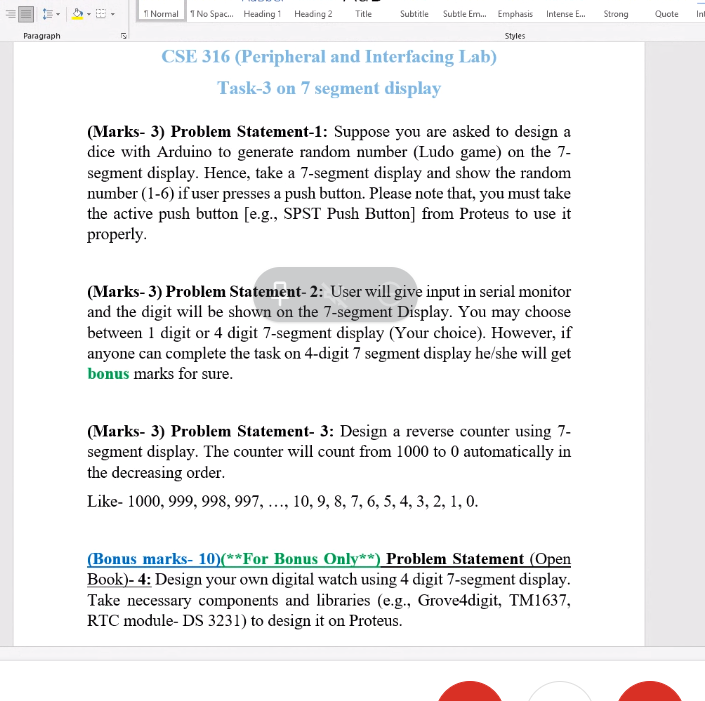 ¶ Normal ¶ No Spac... Heading 1 Heading 2 Title Subtitle Subtle Em... Emphasis Intense E... Strong Quote Int
Paragraph Styles
CSE 316 (Peripheral and Interfacing Lab)
Task-3 on 7 segment display
(Marks- 3) Problem Statement-1: Suppose you are asked to design a
dice with Arduino to generate random number (Ludo game) on the 7-
segment display. Hence, take a 7-segment display and show the random
number (1-6) if user presses a push button. Please note that, you must take
the active push button [e.g., SPST Push Button] from Proteus to use it
properly.
(Marks- 3) Problem Statement- 2: User will give input in serial monitor
and the digit will be shown on the 7-segment Display. You may choose
between 1 digit or 4 digit 7-segment display (Your choice). However, if
anyone can complete the task on 4-digit 7 segment display he/she will get
bonus marks for sure.
(Marks- 3) Problem Statement- 3: Design a reverse counter using 7-
segment display. The counter will count from 1000 to 0 automatically in
the decreasing order.
Like- 1000, 999, 998, 997, …, 10, 9, 8, 7, 6, 5, 4, 3, 2, 1, 0.
(Bonus marks- 10)(**For Bonus Only**) Problem Statement (Open
Book)- 4: Design your own digital watch using 4 digit 7-segment display.
Take necessary components and libraries (e.g., Grove4digit, TM1637,
RTC module- DS 3231) to design it on Proteus.